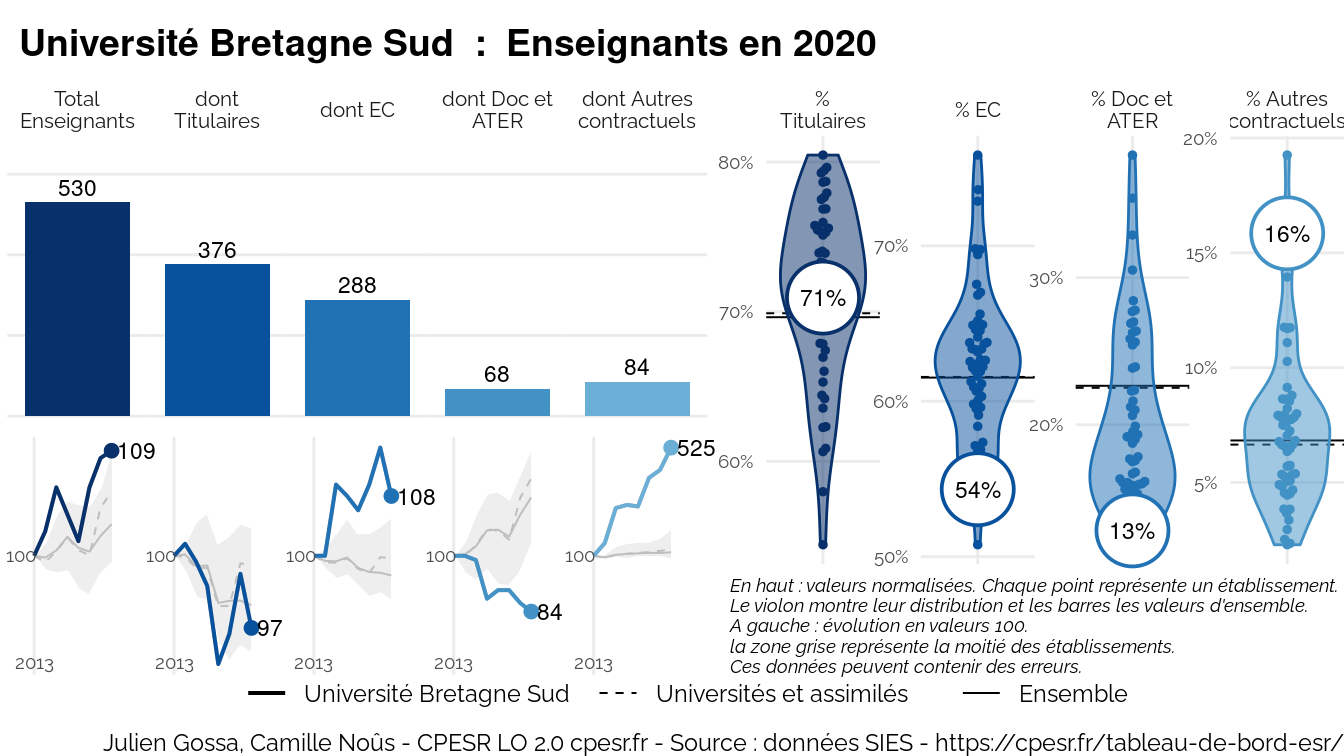 Université Bretagne Sud : Enseignants en 2020
Total
Enseignants
dont
Titulaires
dont EC
dont Doc et
ATER
dont Autres
contractuels
530
376
288
68
84
100
109
2013
100
97
2013
100
108
2013
100
84
2013
100
525
2013
%
Titulaires
80%
70%
60%
71%
% EC
70%
60%
50%
54%
% Doc et
ATER
30%
20%
13%
% Autres
contractuels
20%
15%
10%
5%
16%
En haut : valeurs normalisées. Chaque point représente un établissement.
Le violon montre leur distribution et les barres les valeurs d'ensemble.
A gauche : évolution en valeurs 100.
la zone grise représente la moitié des établissements.
Ces données peuvent contenir des erreurs.
Université Bretagne Sud
Universités et assimilés
Ensemble
Julien Gossa, Camille Noûs - CPESR LO 2.0 cpesr.fr - Source : données SIES - https://cpesr.fr/tableau-de-bord-esr/